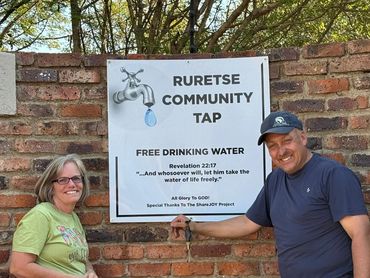 RURETSE
COMMUNITY
TAP
FREE DRINKING WATER
Revelation 22:17
"...And whosoever will, let him take the
water of life freely."
All Glory To GOD!
Special Thanks To The ShareJOY Project